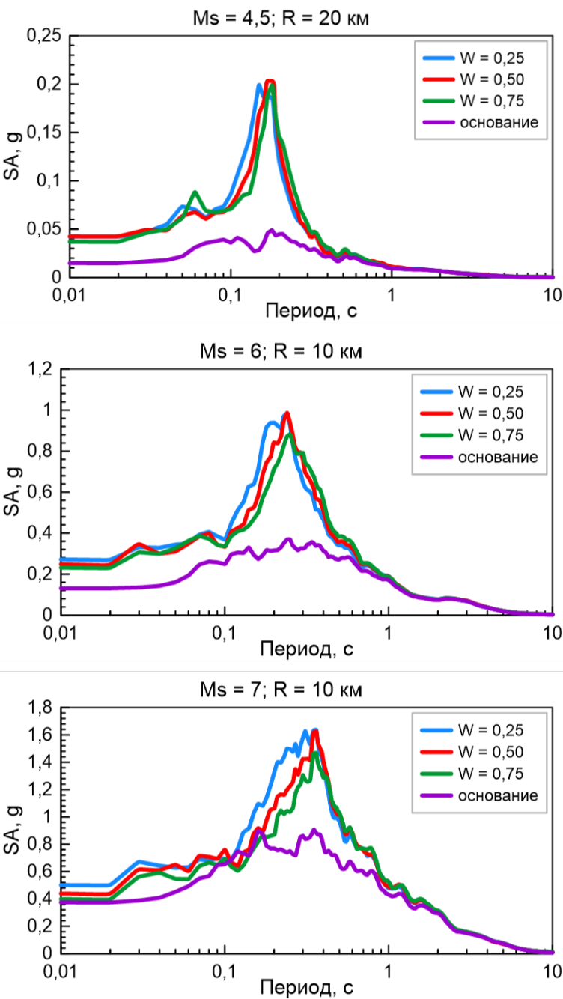 Ms = 4,5; R = 20 км
0,25
0,2
0,15
0,1
0,05
0
SA, g
W = 0,25
W = 0,50
W = 0,75
основание
0,01 0,1 1 10
Период, с
Ms = 6; R = 10 км
1,2
1
0,8
0,6
0,4
0,2
0
SA, g
W = 0,25
W = 0,50
W = 0,75
основание
0,01 0,1 1 10
Период, с
Ms = 7; R = 10 км
1,8
1,6
1,4
1,2
1
0,8
0,6
0,4
0,2
0
SA, g
W = 0,25
W = 0,50
W = 0,75
основание
0,01 0,1 1 10
Период, с